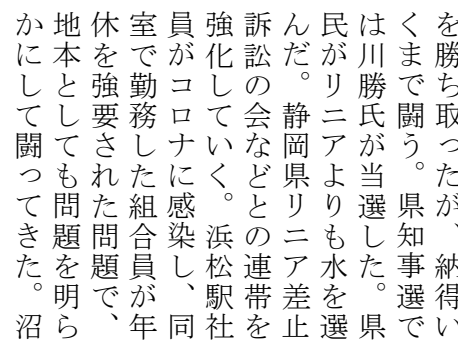 を勝ち取ったが、納得い
くまで闘う。県知事選で
は川勝氏が当選した。県
民がリニアよりも水を選
んだ。静岡県リニア差止
訴訟の会などとの連帯を
強化していく。浜松駅社
員がコロナに感染し、同
室で勤務した組合員が年
休を強要された問題で、
地本としても問題を明ら
かにして闘ってきた。沼